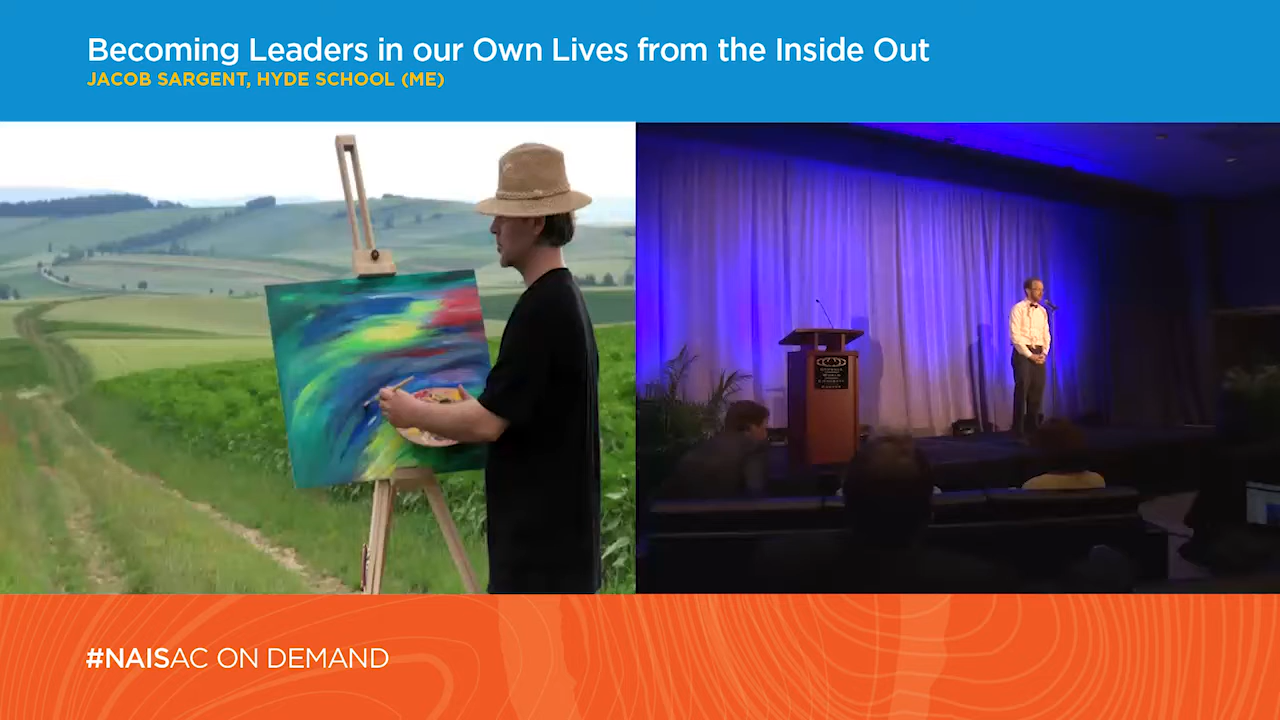 Becoming Leaders in our Own Lives from the Inside Out
JACOB SARGENT, HYDE SCHOOL (ME)
#NAISAC ON DEMAND